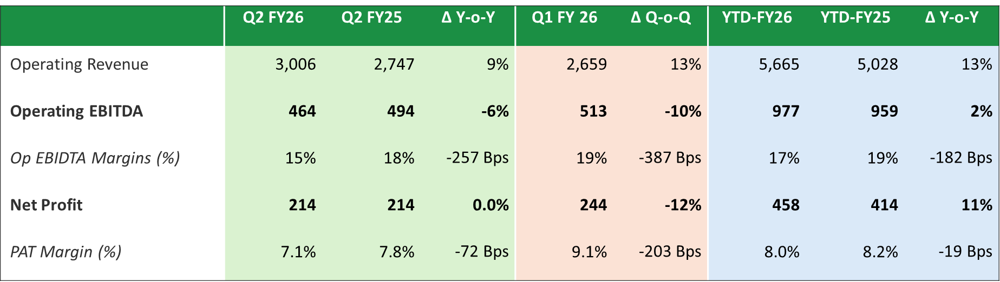 Q2 FY26 Q2 FY25 Δ Y-o-Y Q1 FY 26 Δ Q-o-Q YTD-FY26 YTD-FY25 Δ Y-o-Y
Operating Revenue 3,006 2,747 9% 2,659 13% 5,665 5,028 13%
Operating EBITDA 464 494 -6% 513 -10% 977 959 2%
Op EBIDTA Margins (%) 15% 18% -257 Bps 19% -387 Bps 17% 19% -182 Bps
Net Profit 214 214 0.0% 244 -12% 458 414 11%
PAT Margin (%) 7.1% 7.8% -72 Bps 9.1% -203 Bps 8.0% 8.2% -19 Bps